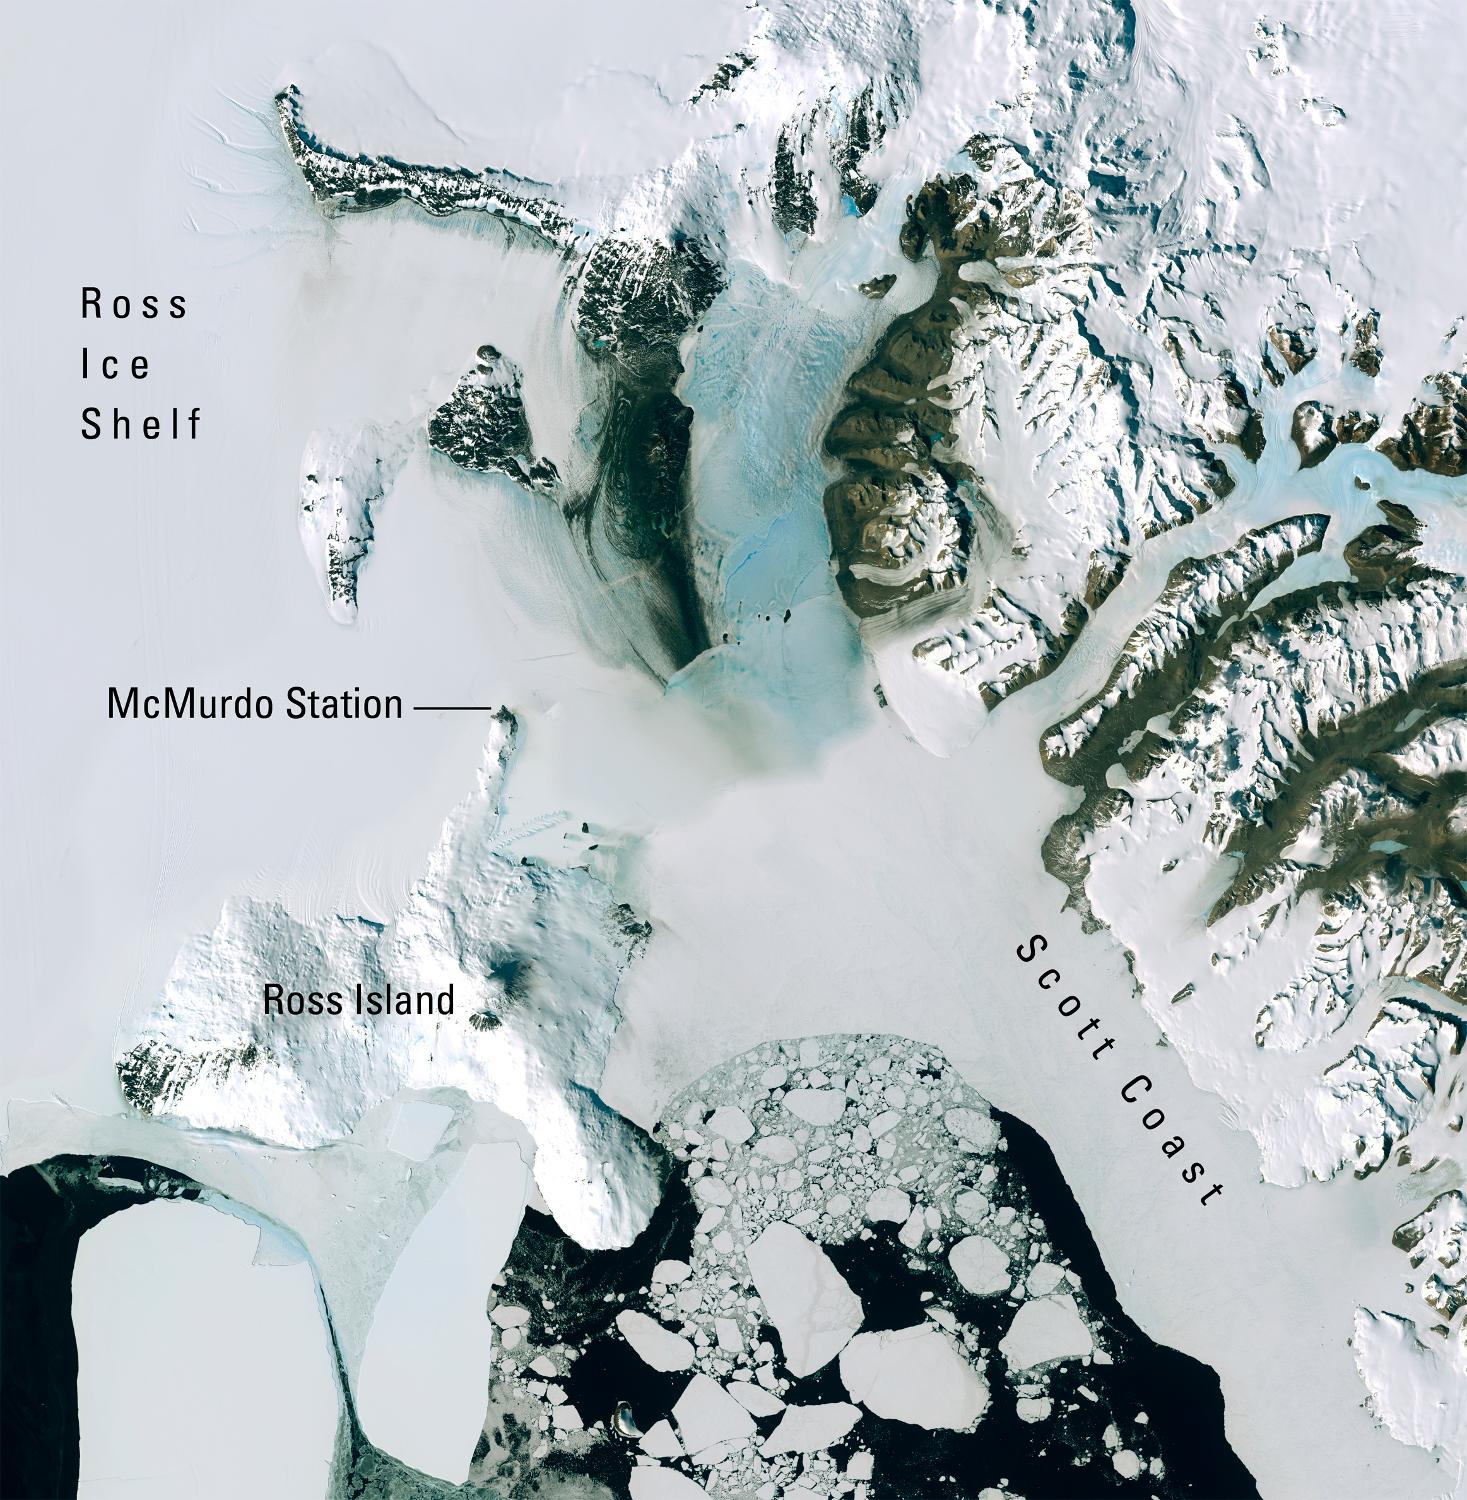 Ross
Ice
Shelf
McMurdo Station
Ross Island
Scott Coast